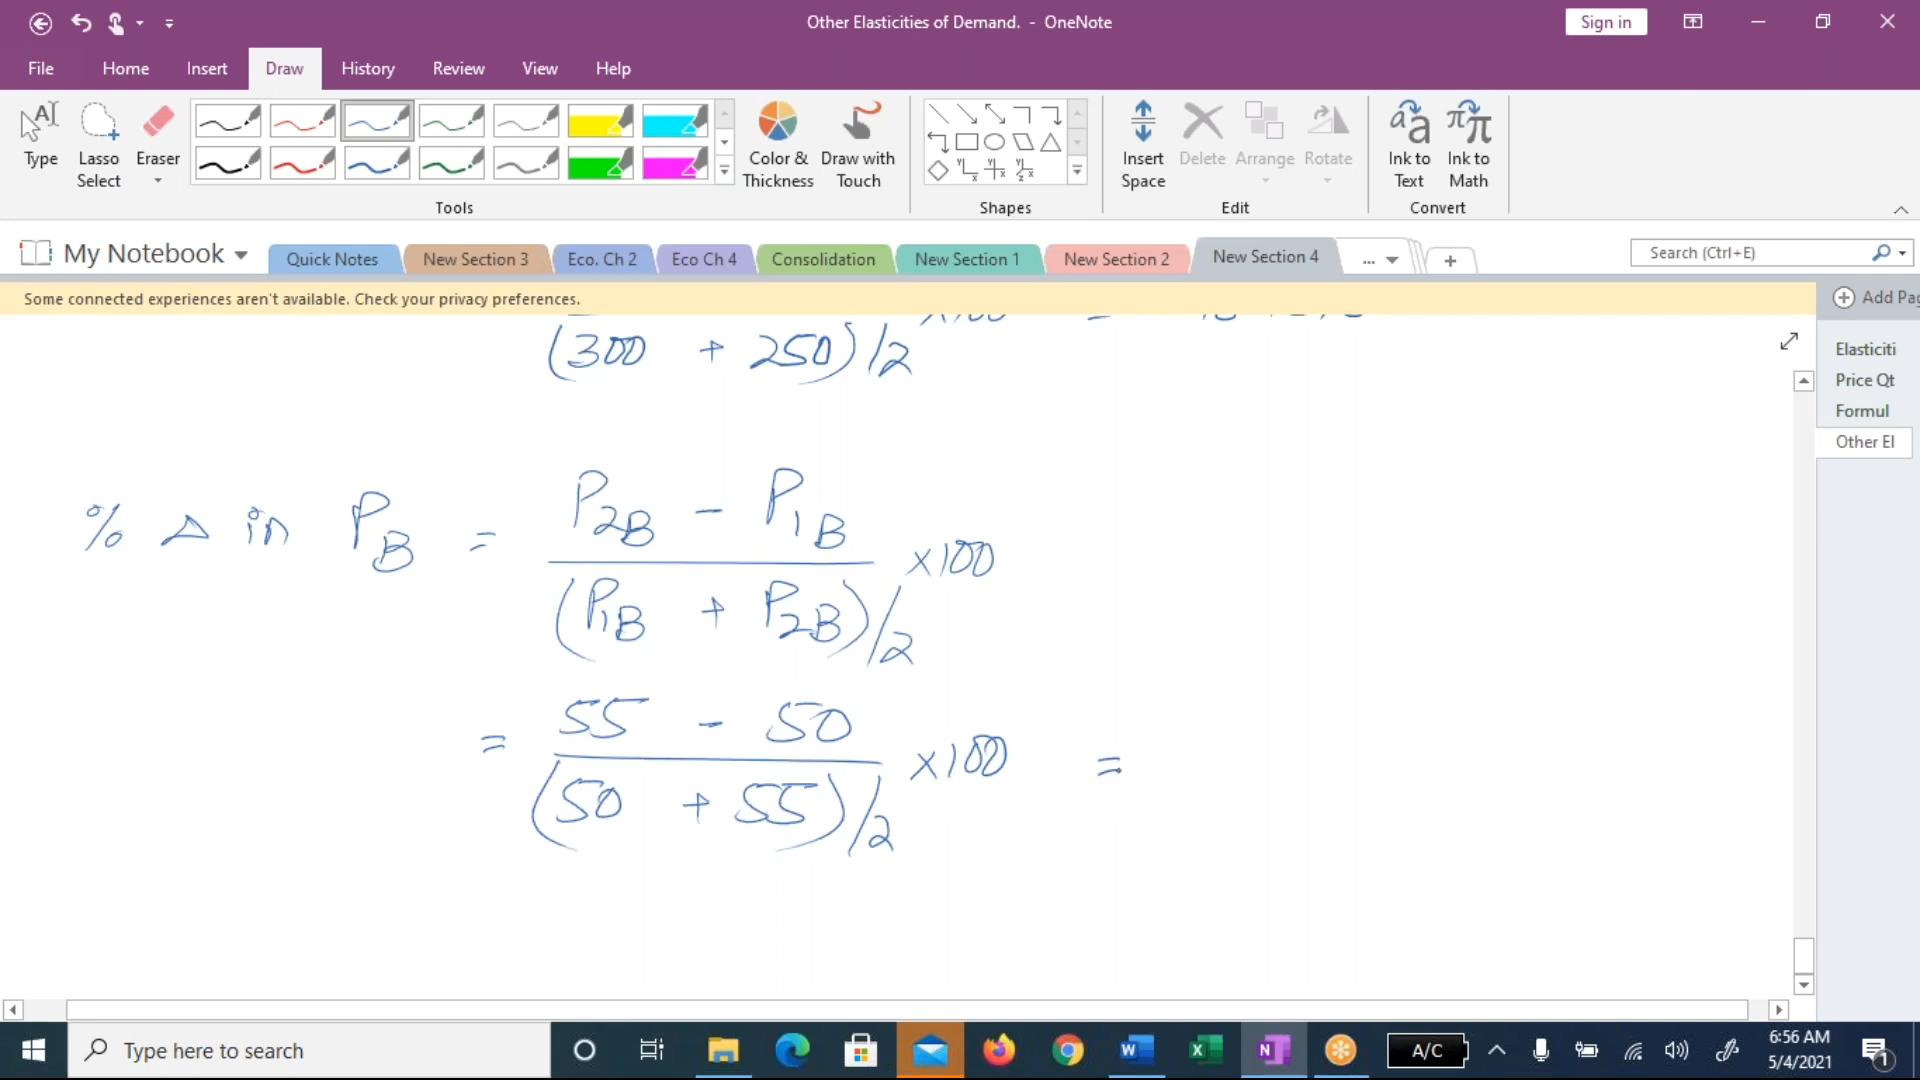 Other Elasticities of Demand. - OneNote
Sign in
File Home Insert Draw History Review View Help
Type
Lasso Select
Eraser
Color & Thickness
Draw with Touch
Insert Space
Delete
Arrange
Rotate
Ink to Text
Ink to Math
Tools
Shapes
Edit
Convert
My Notebook
Quick Notes
New Section 3
Eco. Ch 2
Eco Ch 4
Consolidation
New Section 1
New Section 2
New Section 4
...
Search (Ctrl+E)
Some connected experiences aren't available. Check your privacy preferences.
Add Pag
Elasticiti
Price Qt
Formul
Other El
(300 + 250)/2
% Δ in P_B = P_2B - P_1B
×100
(P_1B + P_2B)/2
= 55 - 50
×100 =
(50 + 55)/2
Type here to search
A/C
6:56 AM
5/4/2021
1